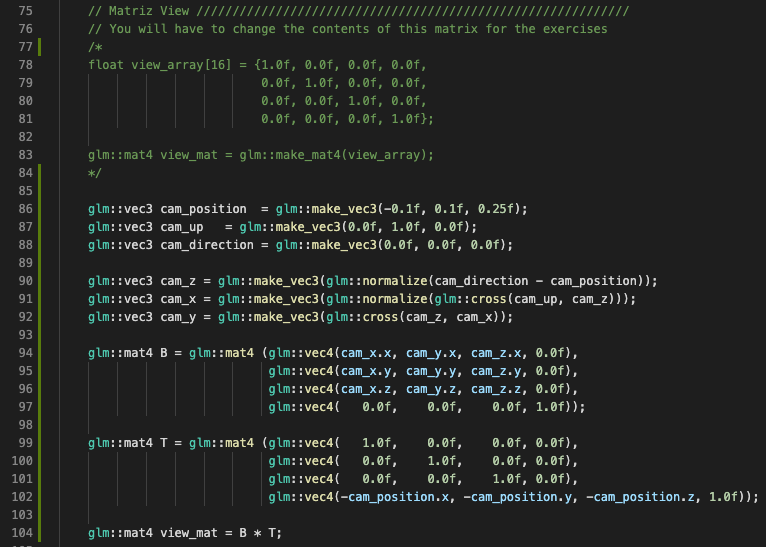 75 // Matriz View ////////////////////////////////////////////////////////////
76 // You will have to change the contents of this matrix for the exercises
77 /*
78 float view_array[16] = {1.0f, 0.0f, 0.0f, 0.0f,
79 0.0f, 1.0f, 0.0f, 0.0f,
80 0.0f, 0.0f, 1.0f, 0.0f,
81 0.0f, 0.0f, 0.0f, 1.0f};
82
83 glm::mat4 view_mat = glm::make_mat4(view_array);
84 */
85
86 glm::vec3 cam_position  = glm::make_vec3(-0.1f, 0.1f, 0.25f);
87 glm::vec3 cam_up   = glm::make_vec3(0.0f, 1.0f, 0.0f);
88 glm::vec3 cam_direction = glm::make_vec3(0.0f, 0.0f, 0.0f);
89
90 glm::vec3 cam_z = glm::make_vec3(glm::normalize(cam_direction - cam_position));
91 glm::vec3 cam_x = glm::make_vec3(glm::normalize(glm::cross(cam_up, cam_z)));
92 glm::vec3 cam_y = glm::make_vec3(glm::cross(cam_z, cam_x));
93
94 glm::mat4 B = glm::mat4 (glm::vec4(cam_x.x, cam_y.x, cam_z.x, 0.0f),
95 glm::vec4(cam_x.y, cam_y.y, cam_z.y, 0.0f),
96 glm::vec4(cam_x.z, cam_y.z, cam_z.z, 0.0f),
97 glm::vec4(   0.0f,    0.0f,    0.0f, 1.0f));
98
99 glm::mat4 T = glm::mat4 (glm::vec4(   1.0f,    0.0f,    0.0f, 0.0f),
100 glm::vec4(   0.0f,    1.0f,    0.0f, 0.0f),
101 glm::vec4(   0.0f,    0.0f,    1.0f, 0.0f),
102 glm::vec4(-cam_position.x, -cam_position.y, -cam_position.z, 1.0f));
103
104 glm::mat4 view_mat = B * T;